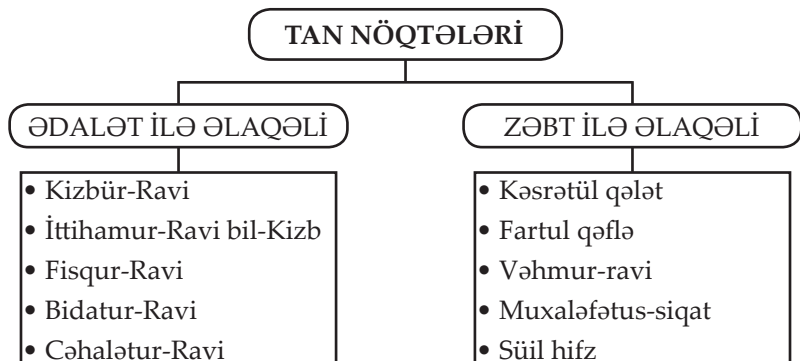 TAN NÖQTƏLƏRİ
ƏDALƏT İLƏ ƏLAQƏLİ
• Kizbür-Ravi
• İttihamur-Ravi bil-Kizb
• Fisqur-Ravi
• Bidatur-Ravi
• Cəhalətur-Ravi
ZƏBT İLƏ ƏLAQƏLİ
• Kəsrətül qələt
• Fartul qəflə
• Vəhmur-ravi
• Muxaləfətus-siqat
• Süil hifz